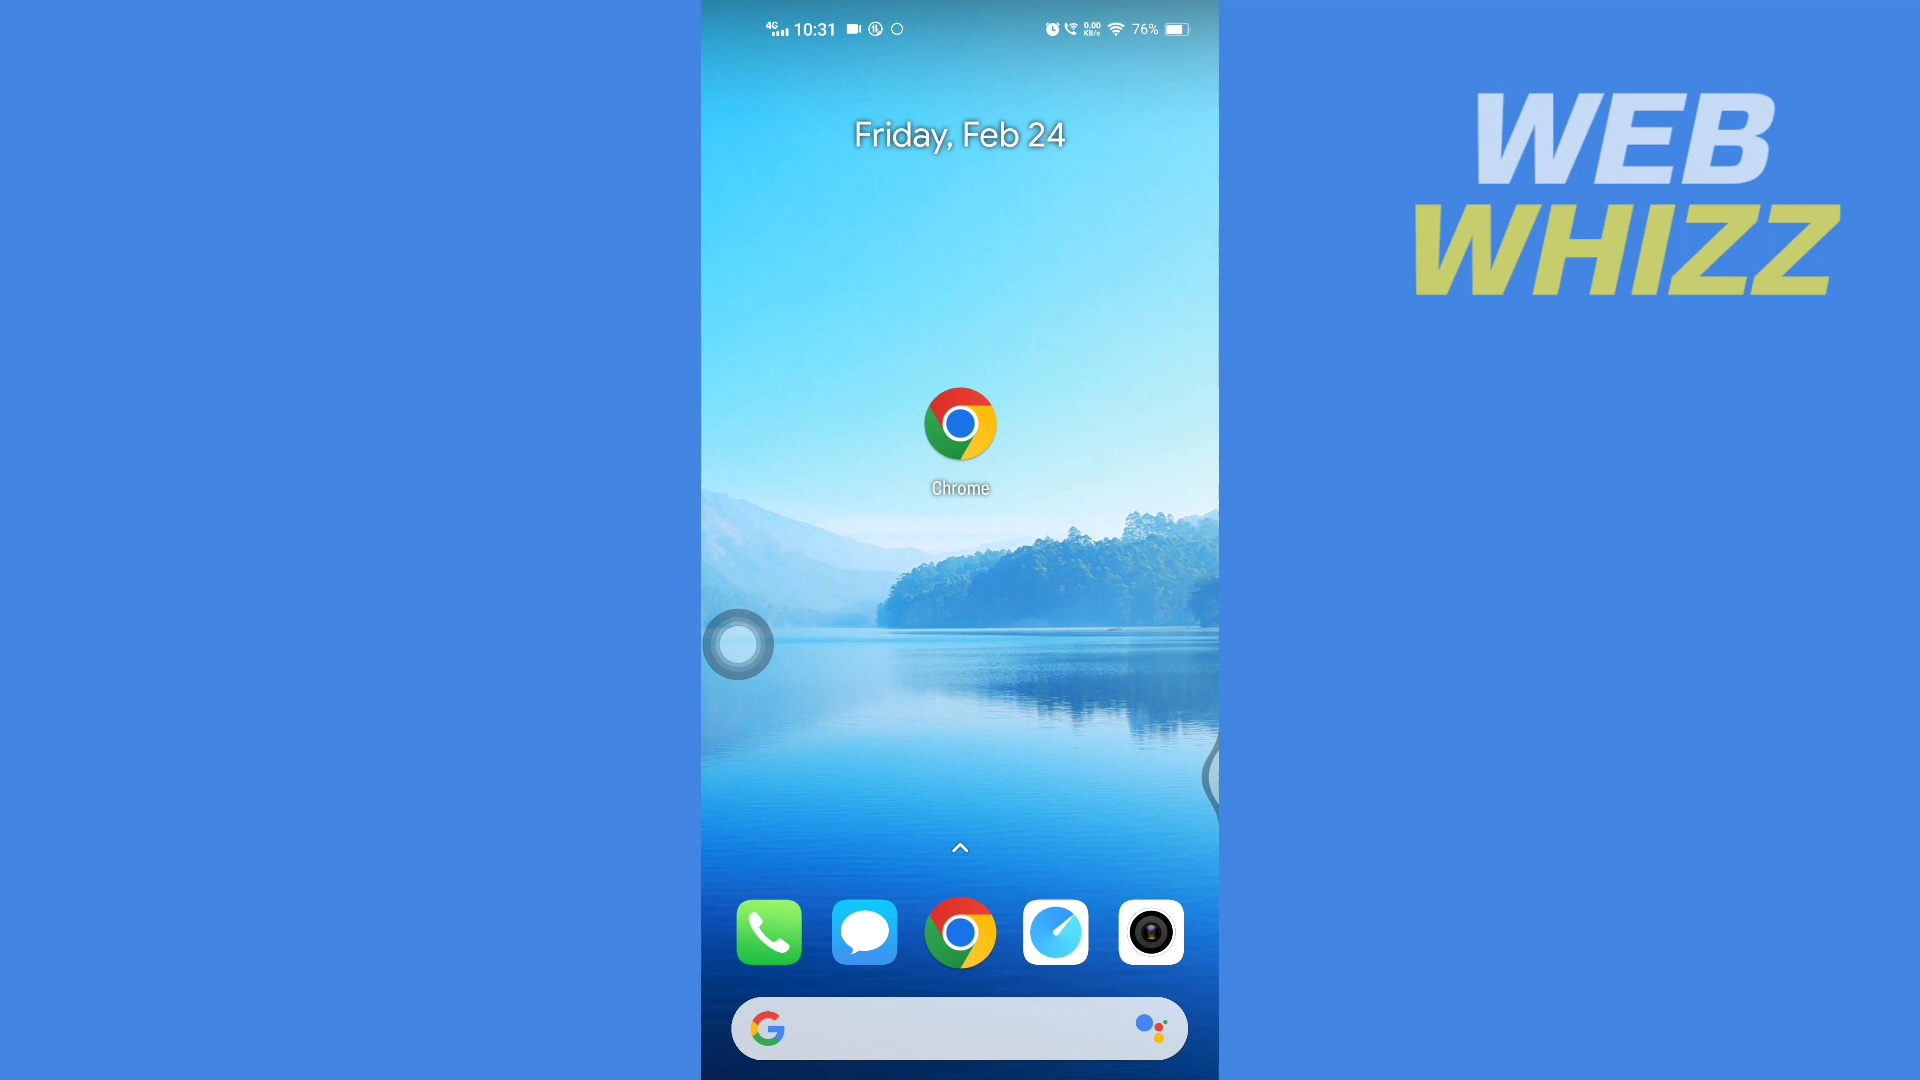 4G 10:31
0.00 KB/s 76%
Friday, Feb 24
WEB
WHIZZ
Chrome